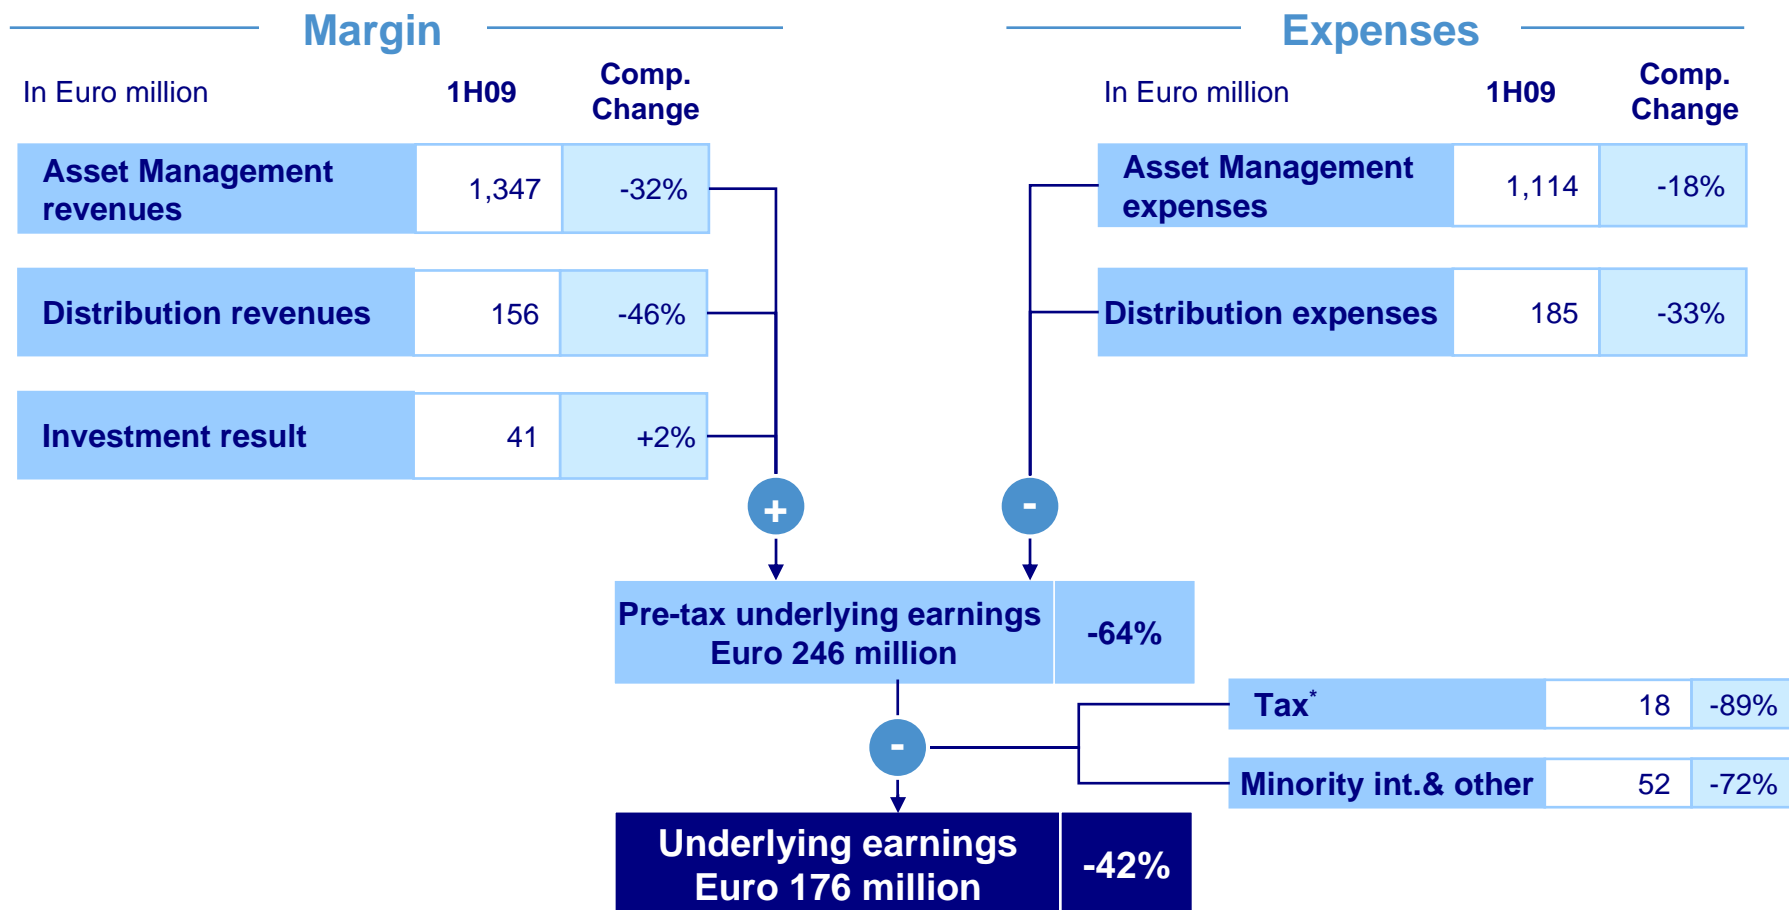 Margin
In Euro million 1H09 Comp.
Change
Asset Management
revenues 1,347 -32%
Distribution revenues 156 -46%
Investment result 41 +2%
+
Expenses
In Euro million 1H09 Comp.
Change
Asset Management
expenses 1,114 -18%
Distribution expenses 185 -33%
-
Pre-tax underlying earnings
Euro 246 million -64%
-
Tax* 18 -89%
Minority int.& other 52 -72%
Underlying earnings
Euro 176 million -42%